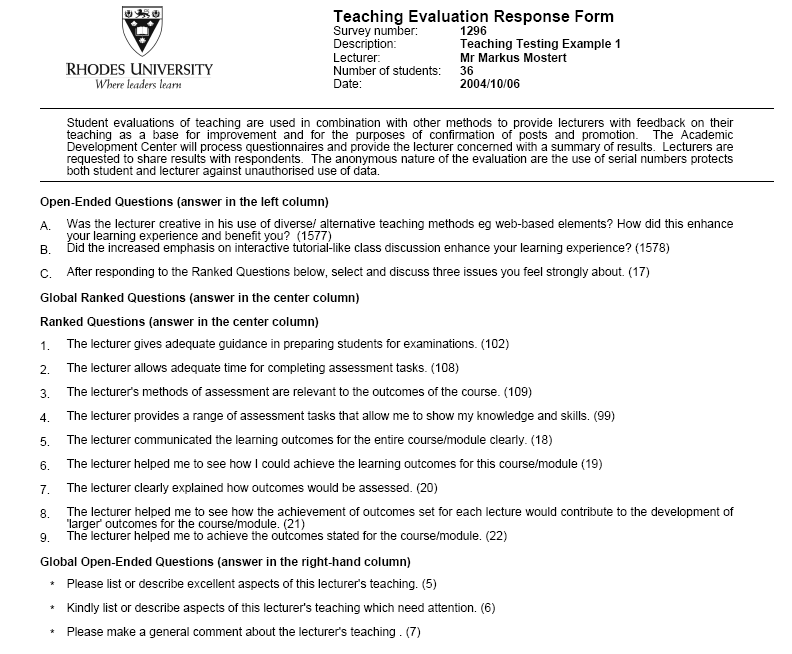 Teaching Evaluation Response Form
Survey number: 1296
Description: Teaching Testing Example 1
Lecturer: Mr Markus Mostert
Number of students: 36
Date: 2004/10/06
RHODES UNIVERSITY
Where leaders learn
Student evaluations of teaching are used in combination with other methods to provide lecturers with feedback on their
teaching as a base for improvement and for the purposes of confirmation of posts and promotion. The Academic
Development Center will process questionnaires and provide the lecturer concerned with a summary of results. Lecturers are
requested to share results with respondents. The anonymous nature of the evaluation are the use of serial numbers protects
both student and lecturer against unauthorised use of data.
Open-Ended Questions (answer in the left column)
A. Was the lecturer creative in his use of diverse/ alternative teaching methods eg web-based elements? How did this enhance
your learning experience and benefit you? (1577)
B. Did the increased emphasis on interactive tutorial-like class discussion enhance your learning experience? (1578)
C. After responding to the Ranked Questions below, select and discuss three issues you feel strongly about. (17)
Global Ranked Questions (answer in the center column)
Ranked Questions (answer in the center column)
1. The lecturer gives adequate guidance in preparing students for examinations. (102)
2. The lecturer allows adequate time for completing assessment tasks. (108)
3. The lecturer's methods of assessment are relevant to the outcomes of the course. (109)
4. The lecturer provides a range of assessment tasks that allow me to show my knowledge and skills. (99)
5. The lecturer communicated the learning outcomes for the entire course/module clearly. (18)
6. The lecturer helped me to see how I could achieve the learning outcomes for this course/module (19)
7. The lecturer clearly explained how outcomes would be assessed. (20)
8. The lecturer helped me to see how the achievement of outcomes set for each lecture would contribute to the development of
'larger' outcomes for the course/module. (21)
9. The lecturer helped me to achieve the outcomes stated for the course/module. (22)
Global Open-Ended Questions (answer in the right-hand column)
* Please list or describe excellent aspects of this lecturer's teaching. (5)
* Kindly list or describe aspects of this lecturer's teaching which need attention. (6)
* Please make a general comment about the lecturer's teaching . (7)